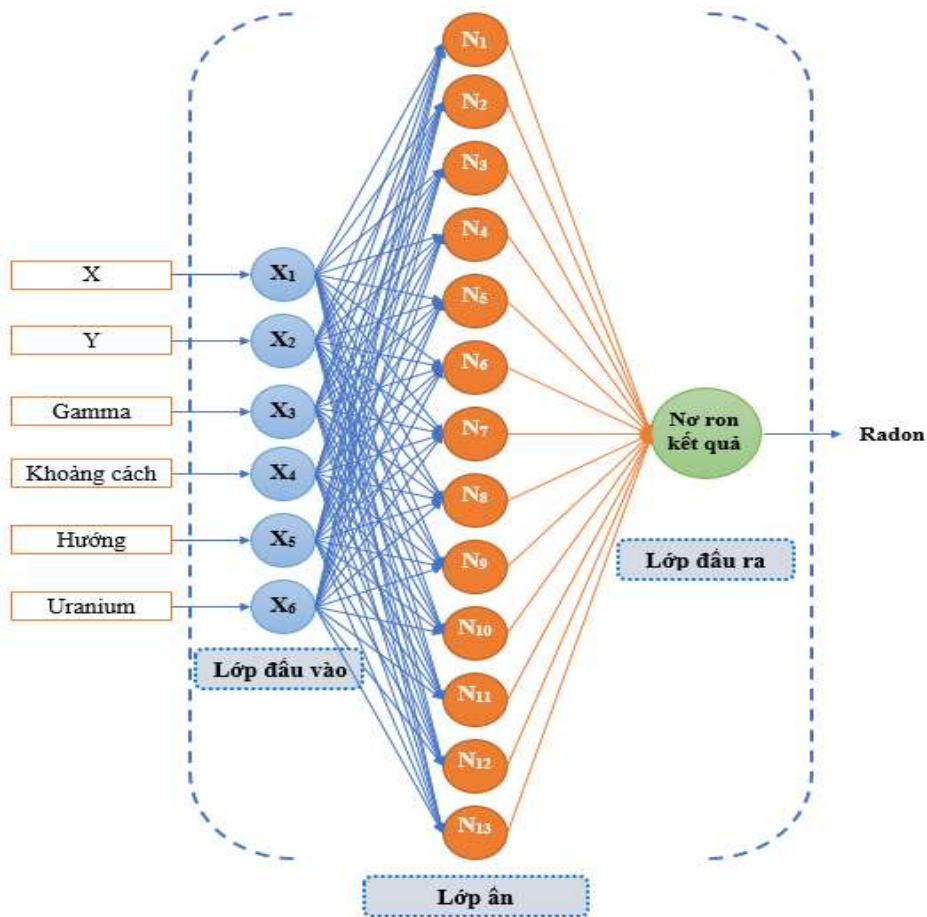 X
Y
Gamma
Khoảng cách
Hướng
Uranium
X1
X2
X3
X4
X5
X6
Lớp đầu vào
N1
N2
N3
N4
N5
N6
N7
N8
N9
N10
N11
N12
N13
Lớp ẩn
Nơ ron
kết quả
Lớp đầu ra
Radon